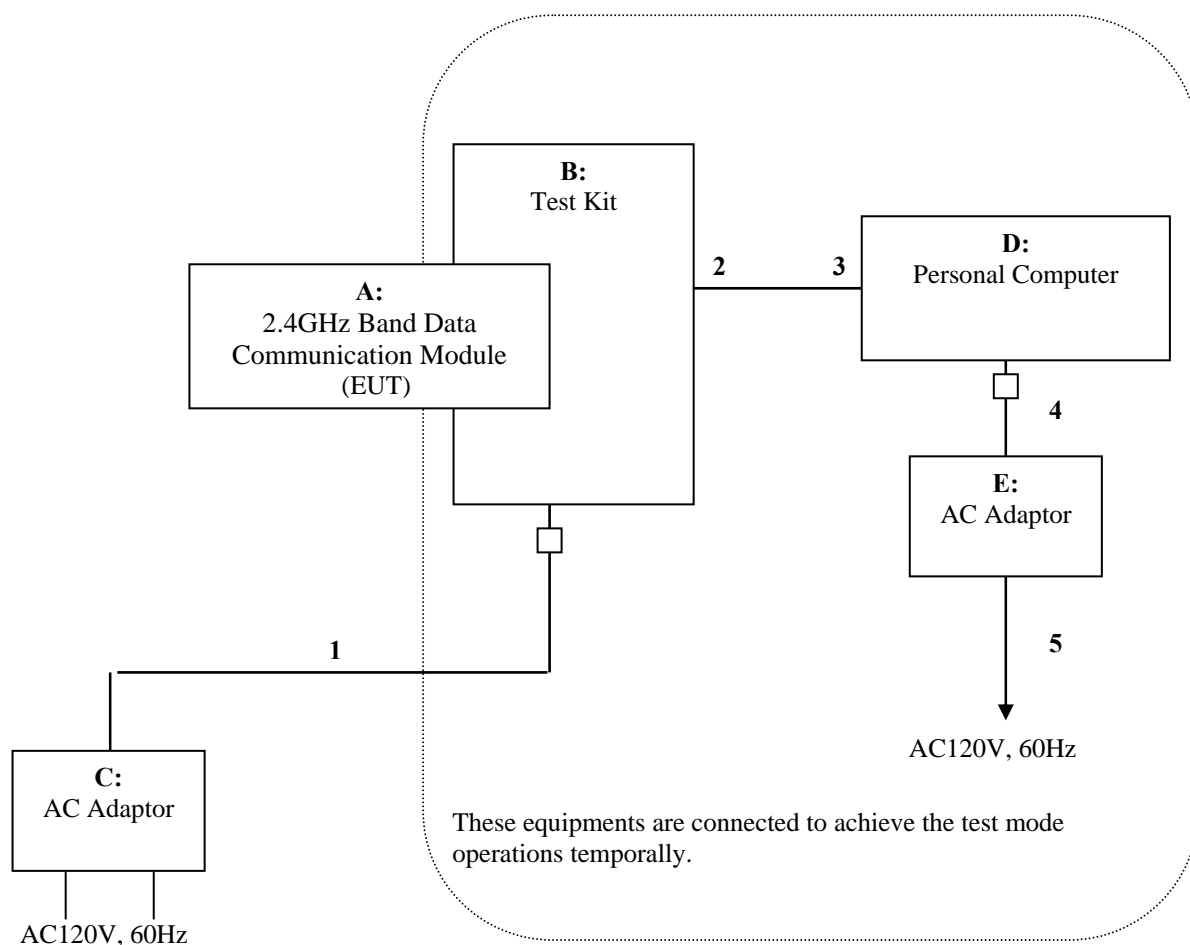 B:
Test Kit
A:
2.4GHz Band Data
Communication Module
(EUT)
2
3
D:
Personal Computer
4
E:
AC Adaptor
5
AC120V, 60Hz
1
C:
AC Adaptor
AC120V, 60Hz
These equipments are connected to achieve the test mode
operations temporally.